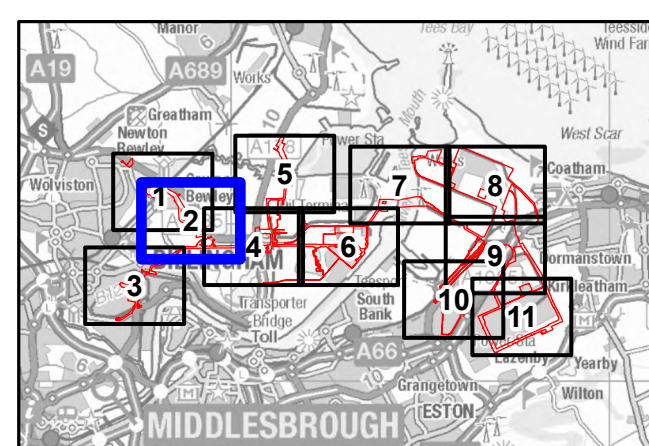 Manor
Tees Bay
Teesside
Wind Far
A19
A689
Works
Greatham
Newton
Bewley
Mouth
West Scar
Wolviston
Coatham
Bewley
1
2
3
4
5
6
7
8
9
10
11
BILLINGHAM
Dormanstown
Kirkleatham
Transporter
Bridge
Toll
South
Bank
A66
Lazenby
Yearby
Grangetown
Wilton
ESTON
MIDDLESBROUGH